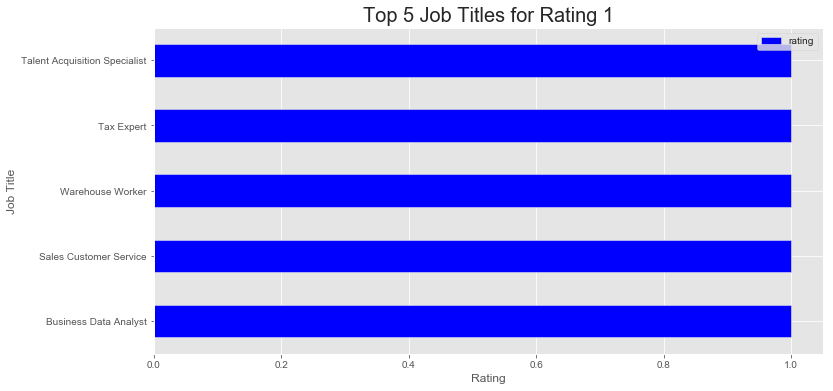 Top 5 Job Titles for Rating 1
rating
Talent Acquisition Specialist
Tax Expert
Warehouse Worker
Sales Customer Service
Business Data Analyst
Job Title
0.0 0.2 0.4 0.6 0.8 1.0
Rating